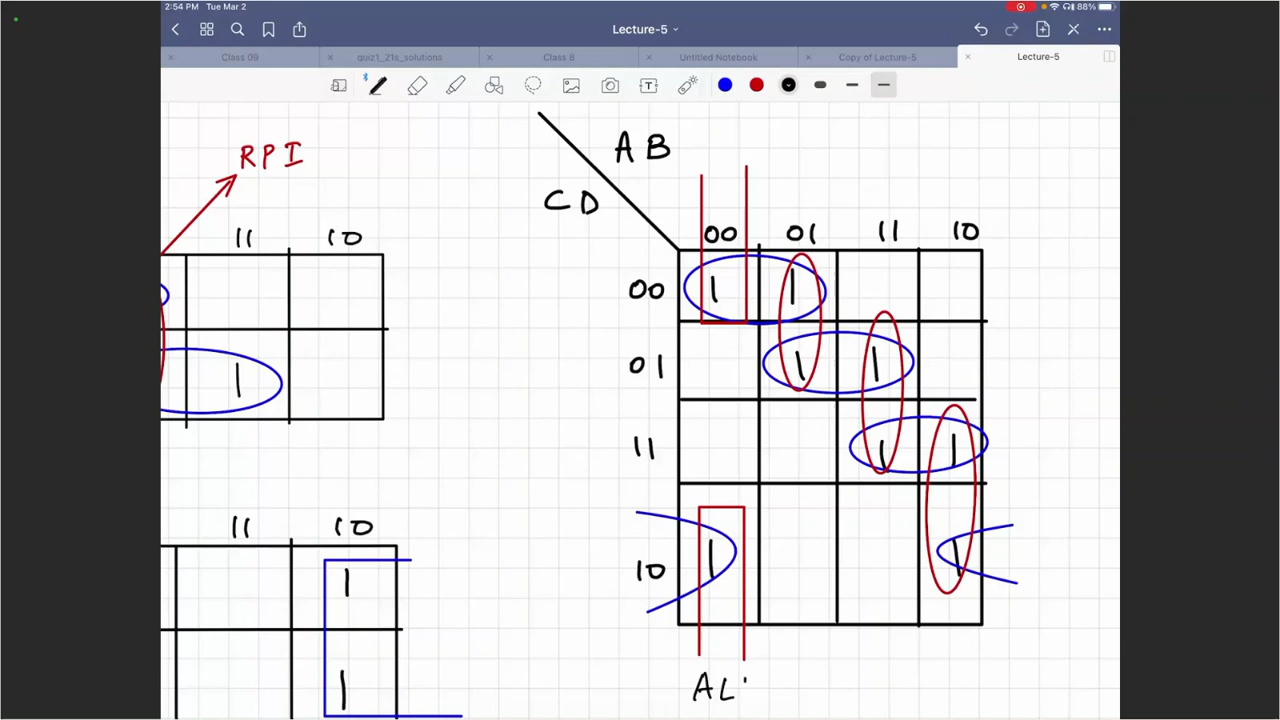 2:54 PM Tue Mar 2
88%
Lecture-5
Class 09
quiz1_21s_solutions
Class 8
Untitled Notebook
Copy of Lecture-5
Lecture-5
T
RPI
11 10
1
11 10
1
1
AB
CD
00 01 11 10
00 1 1
01 1 1
11 1 1
10 1 1
AL